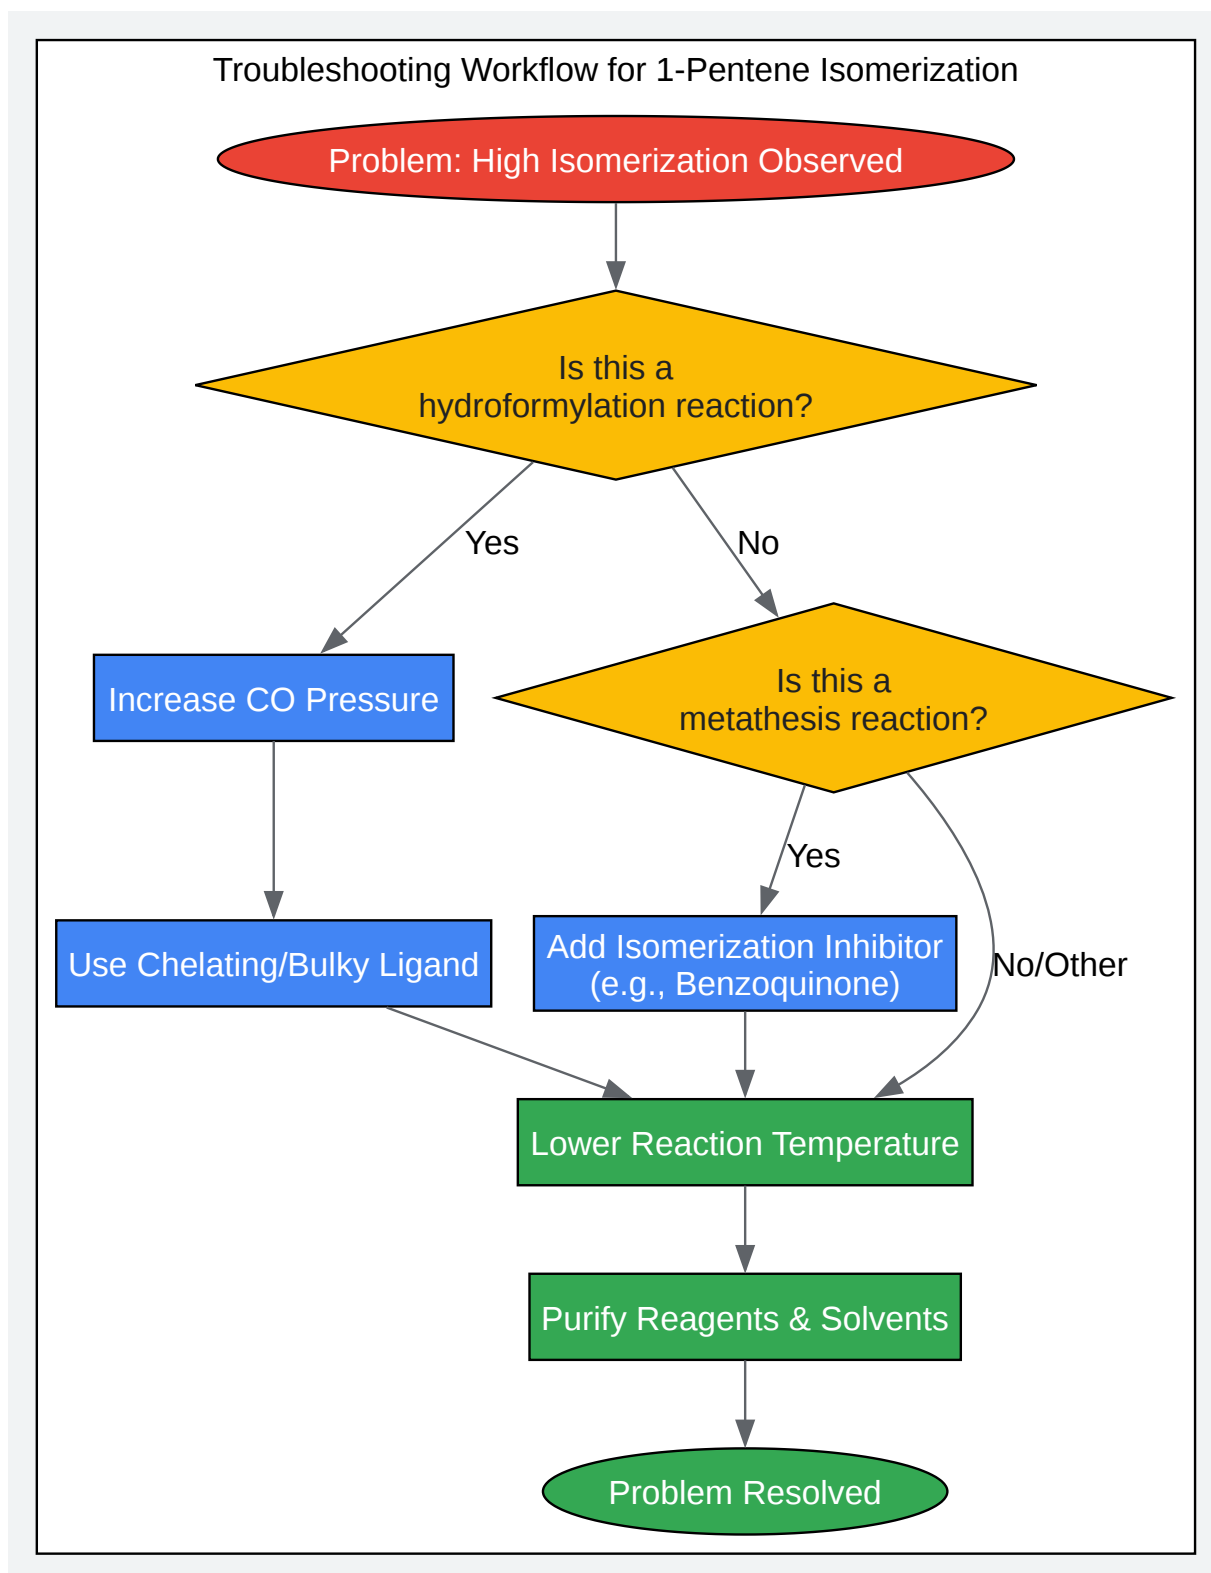 Troubleshooting Workflow for 1-Pentene Isomerization
Problem: High Isomerization Observed
Is this a
hydroformylation reaction?
Yes
No
Increase CO Pressure
Is this a
metathesis reaction?
Yes
Use Chelating/Bulky Ligand
Add Isomerization Inhibitor
(e.g., Benzoquinone)
No/Other
Lower Reaction Temperature
Purify Reagents & Solvents
Problem Resolved